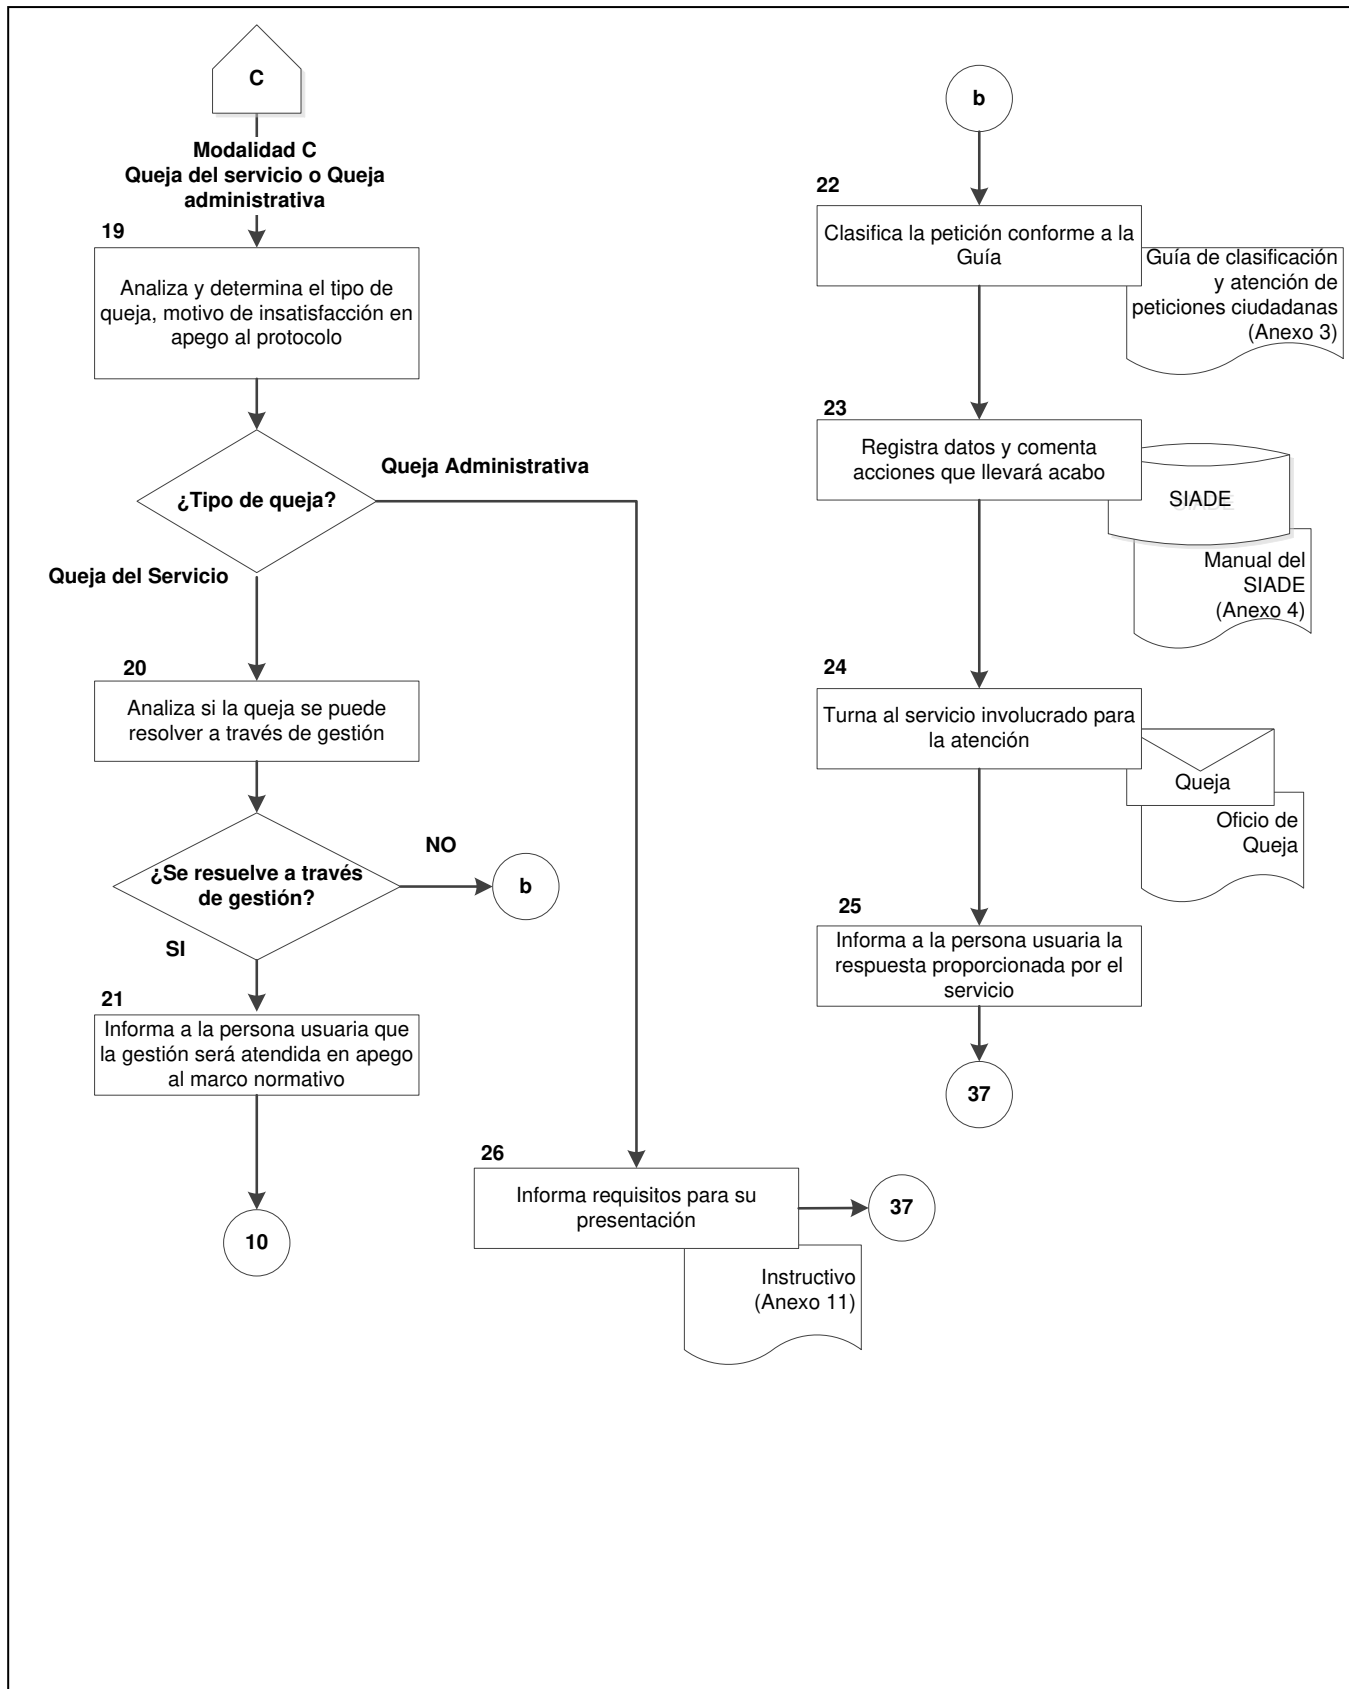 C
Modalidad C
Queja del servicio o Queja
administrativa
19
Analiza y determina el tipo de
queja, motivo de insatisfacción en
apego al protocolo
¿Tipo de queja?
Queja Administrativa
Queja del Servicio
20
Analiza si la queja se puede
resolver a través de gestión
¿Se resuelve a través
de gestión?
NO
b
SI
21
Informa a la persona usuaria que
la gestión será atendida en apego
al marco normativo
10
26
Informa requisitos para su
presentación
37
Instructivo
(Anexo 11)
b
22
Clasifica la petición conforme a la
Guía
Guía de clasificación
y atención de
peticiones ciudadanas
(Anexo 3)
23
Registra datos y comenta
acciones que llevará acabo
SIADE
Manual del
SIADE
(Anexo 4)
24
Turna al servicio involucrado para
la atención
Queja
Oficio de
Queja
25
Informa a la persona usuaria la
respuesta proporcionada por el
servicio
37